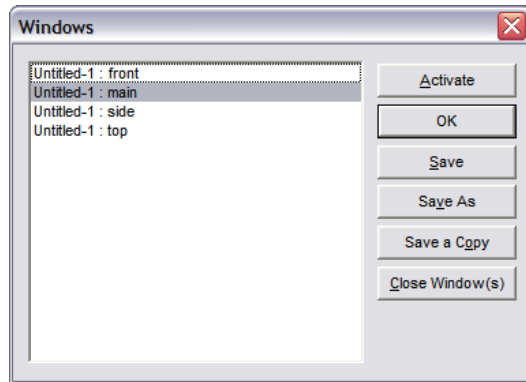 Windows
Untitled-1 : front
Untitled-1 : main
Untitled-1 : side
Untitled-1 : top
Activate
OK
Save
Save As
Save a Copy
Close Window(s)